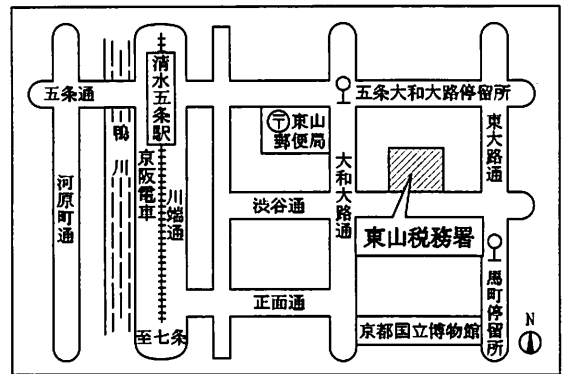 五条通
清水五条駅
五条大和大路停留所
鴨川
〒東山
郵便局
東大路通
河原町通
京阪電車
川端通
渋谷通
大和大路通
東山税務署
馬町停留所
正面通
至七条
京都国立博物館
N